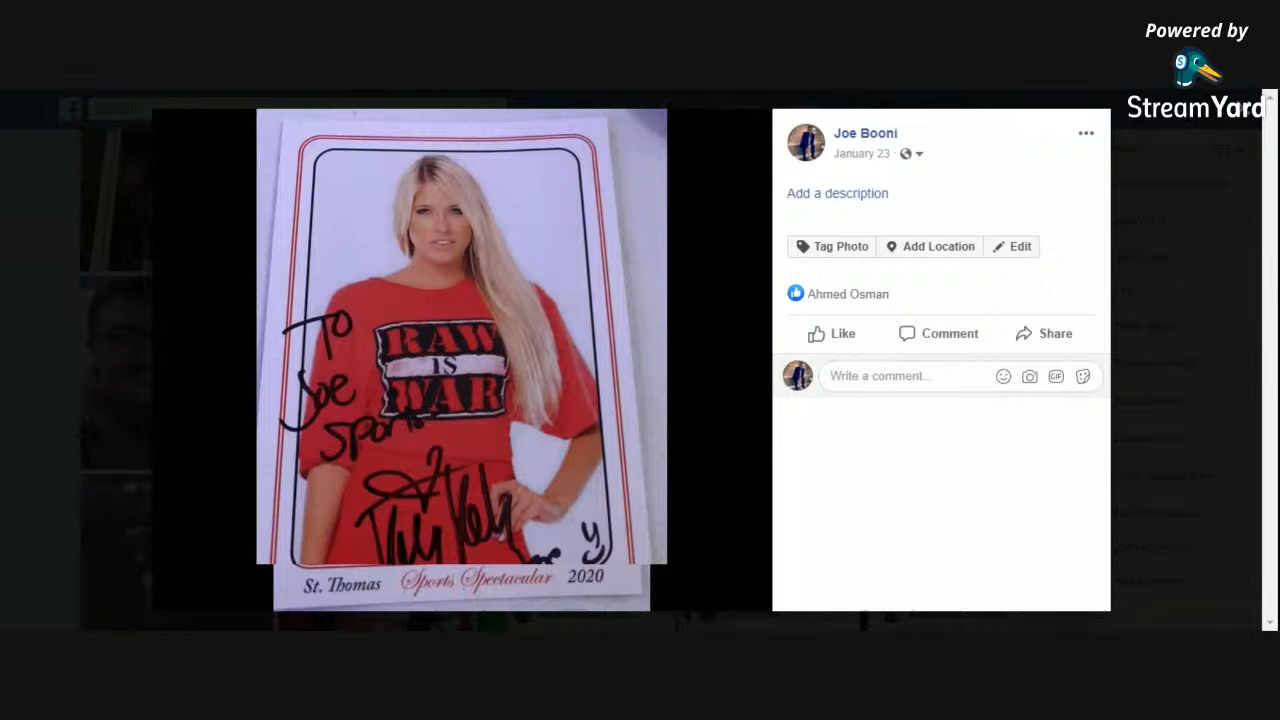 Powered by
StreamYard
RAW
IS
WAR
To
Joe
Sports
St. Thomas Sports Spectacular 2020
Joe Booni
January 23 ·
Add a description
Tag Photo Add Location Edit
Ahmed Osman
Like Comment Share
Write a comment... GIF